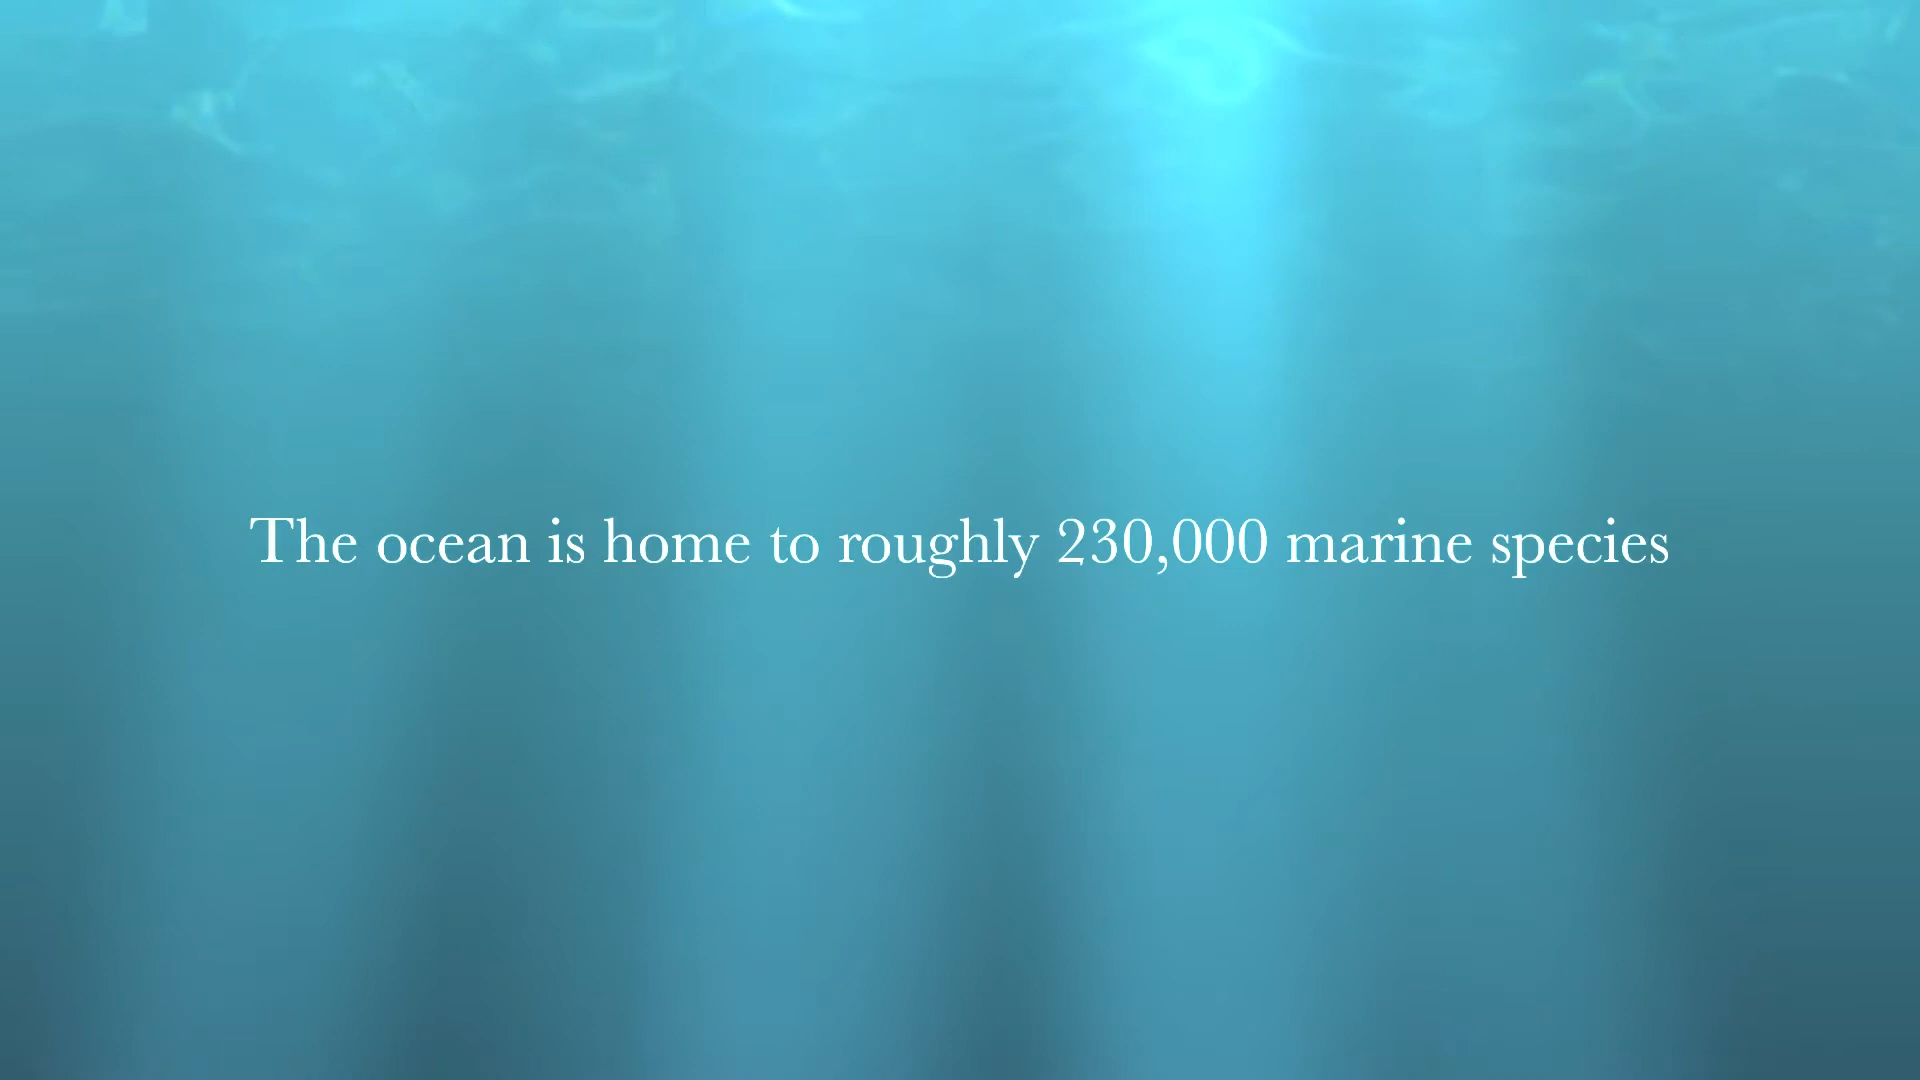 The ocean is home to roughly 230,000 marine species